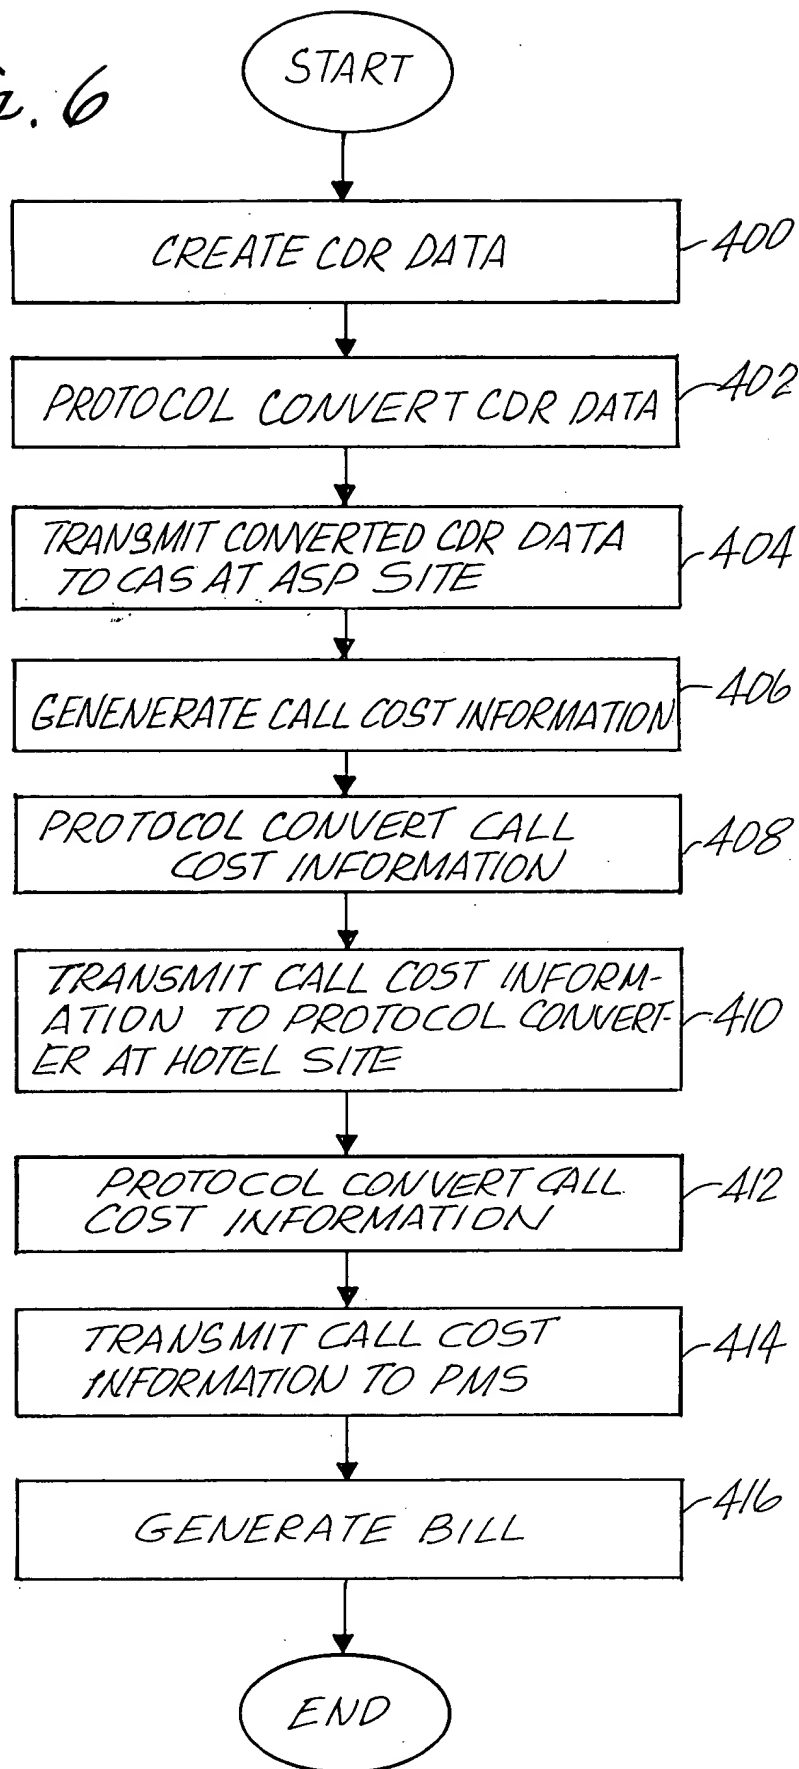 . 6
START
CREATE CDR DATA
400
PROTOCOL CONVERT CDR DATA
402
TRANSMIT CONVERTED CDR DATA
TO CAS AT ASP SITE
404
GENENERATE CALL COST INFORMATION
406
PROTOCOL CONVERT CALL
COST INFORMATION
408
TRANSMIT CALL COST INFORM-
ATION TO PROTOCOL CONVERT-
ER AT HOTEL SITE
410
PROTOCOL CONVERT CALL
COST INFORMATION
412
TRANSMIT CALL COST
INFORMATION TO PMS
414
GENERATE BILL
416
END